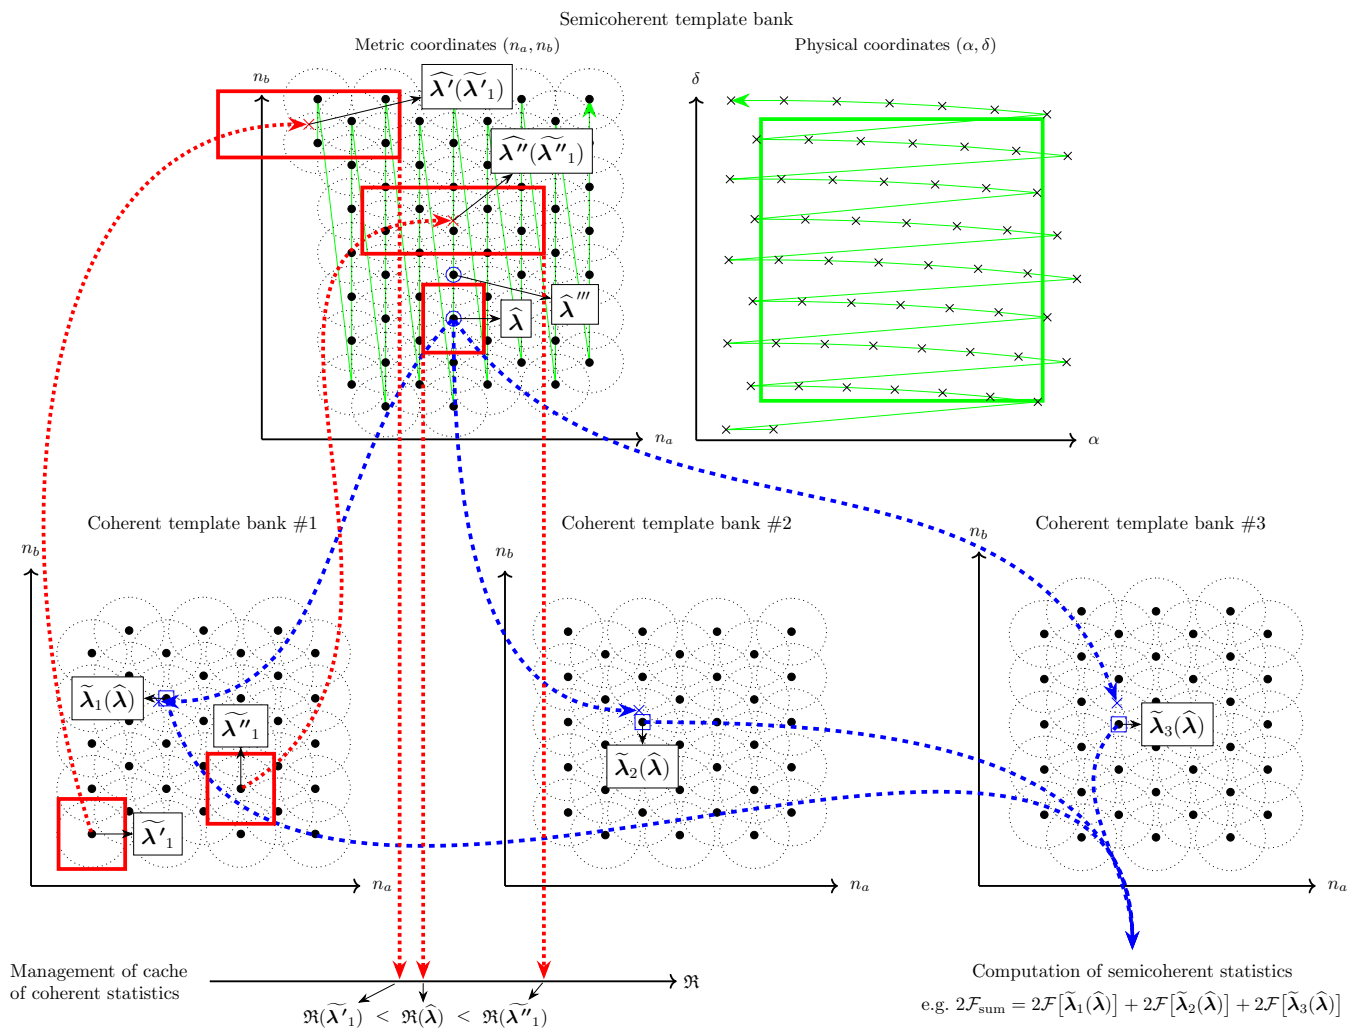 Semicoherent template bank
Metric coordinates (n_a, n_b)
Physical coordinates (α, δ)
n_b
δ
λ̂′(λ̃′₁)
λ̂″(λ̃″₁)
λ̂‴
λ̂
n_a
α
Coherent template bank #1
Coherent template bank #2
Coherent template bank #3
n_b
n_b
n_b
λ̃₁(λ̂)
λ̃″₁
λ̃′₁
λ̃₂(λ̂)
λ̃₃(λ̂)
n_a
n_a
n_a
Management of cache
of coherent statistics
ℜ
ℜ(λ̃′₁) < ℜ(λ̂) < ℜ(λ̃″₁)
Computation of semicoherent statistics
e.g. 2ℱ_sum = 2ℱ[λ̃₁(λ̂)] + 2ℱ[λ̃₂(λ̂)] + 2ℱ[λ̃₃(λ̂)]